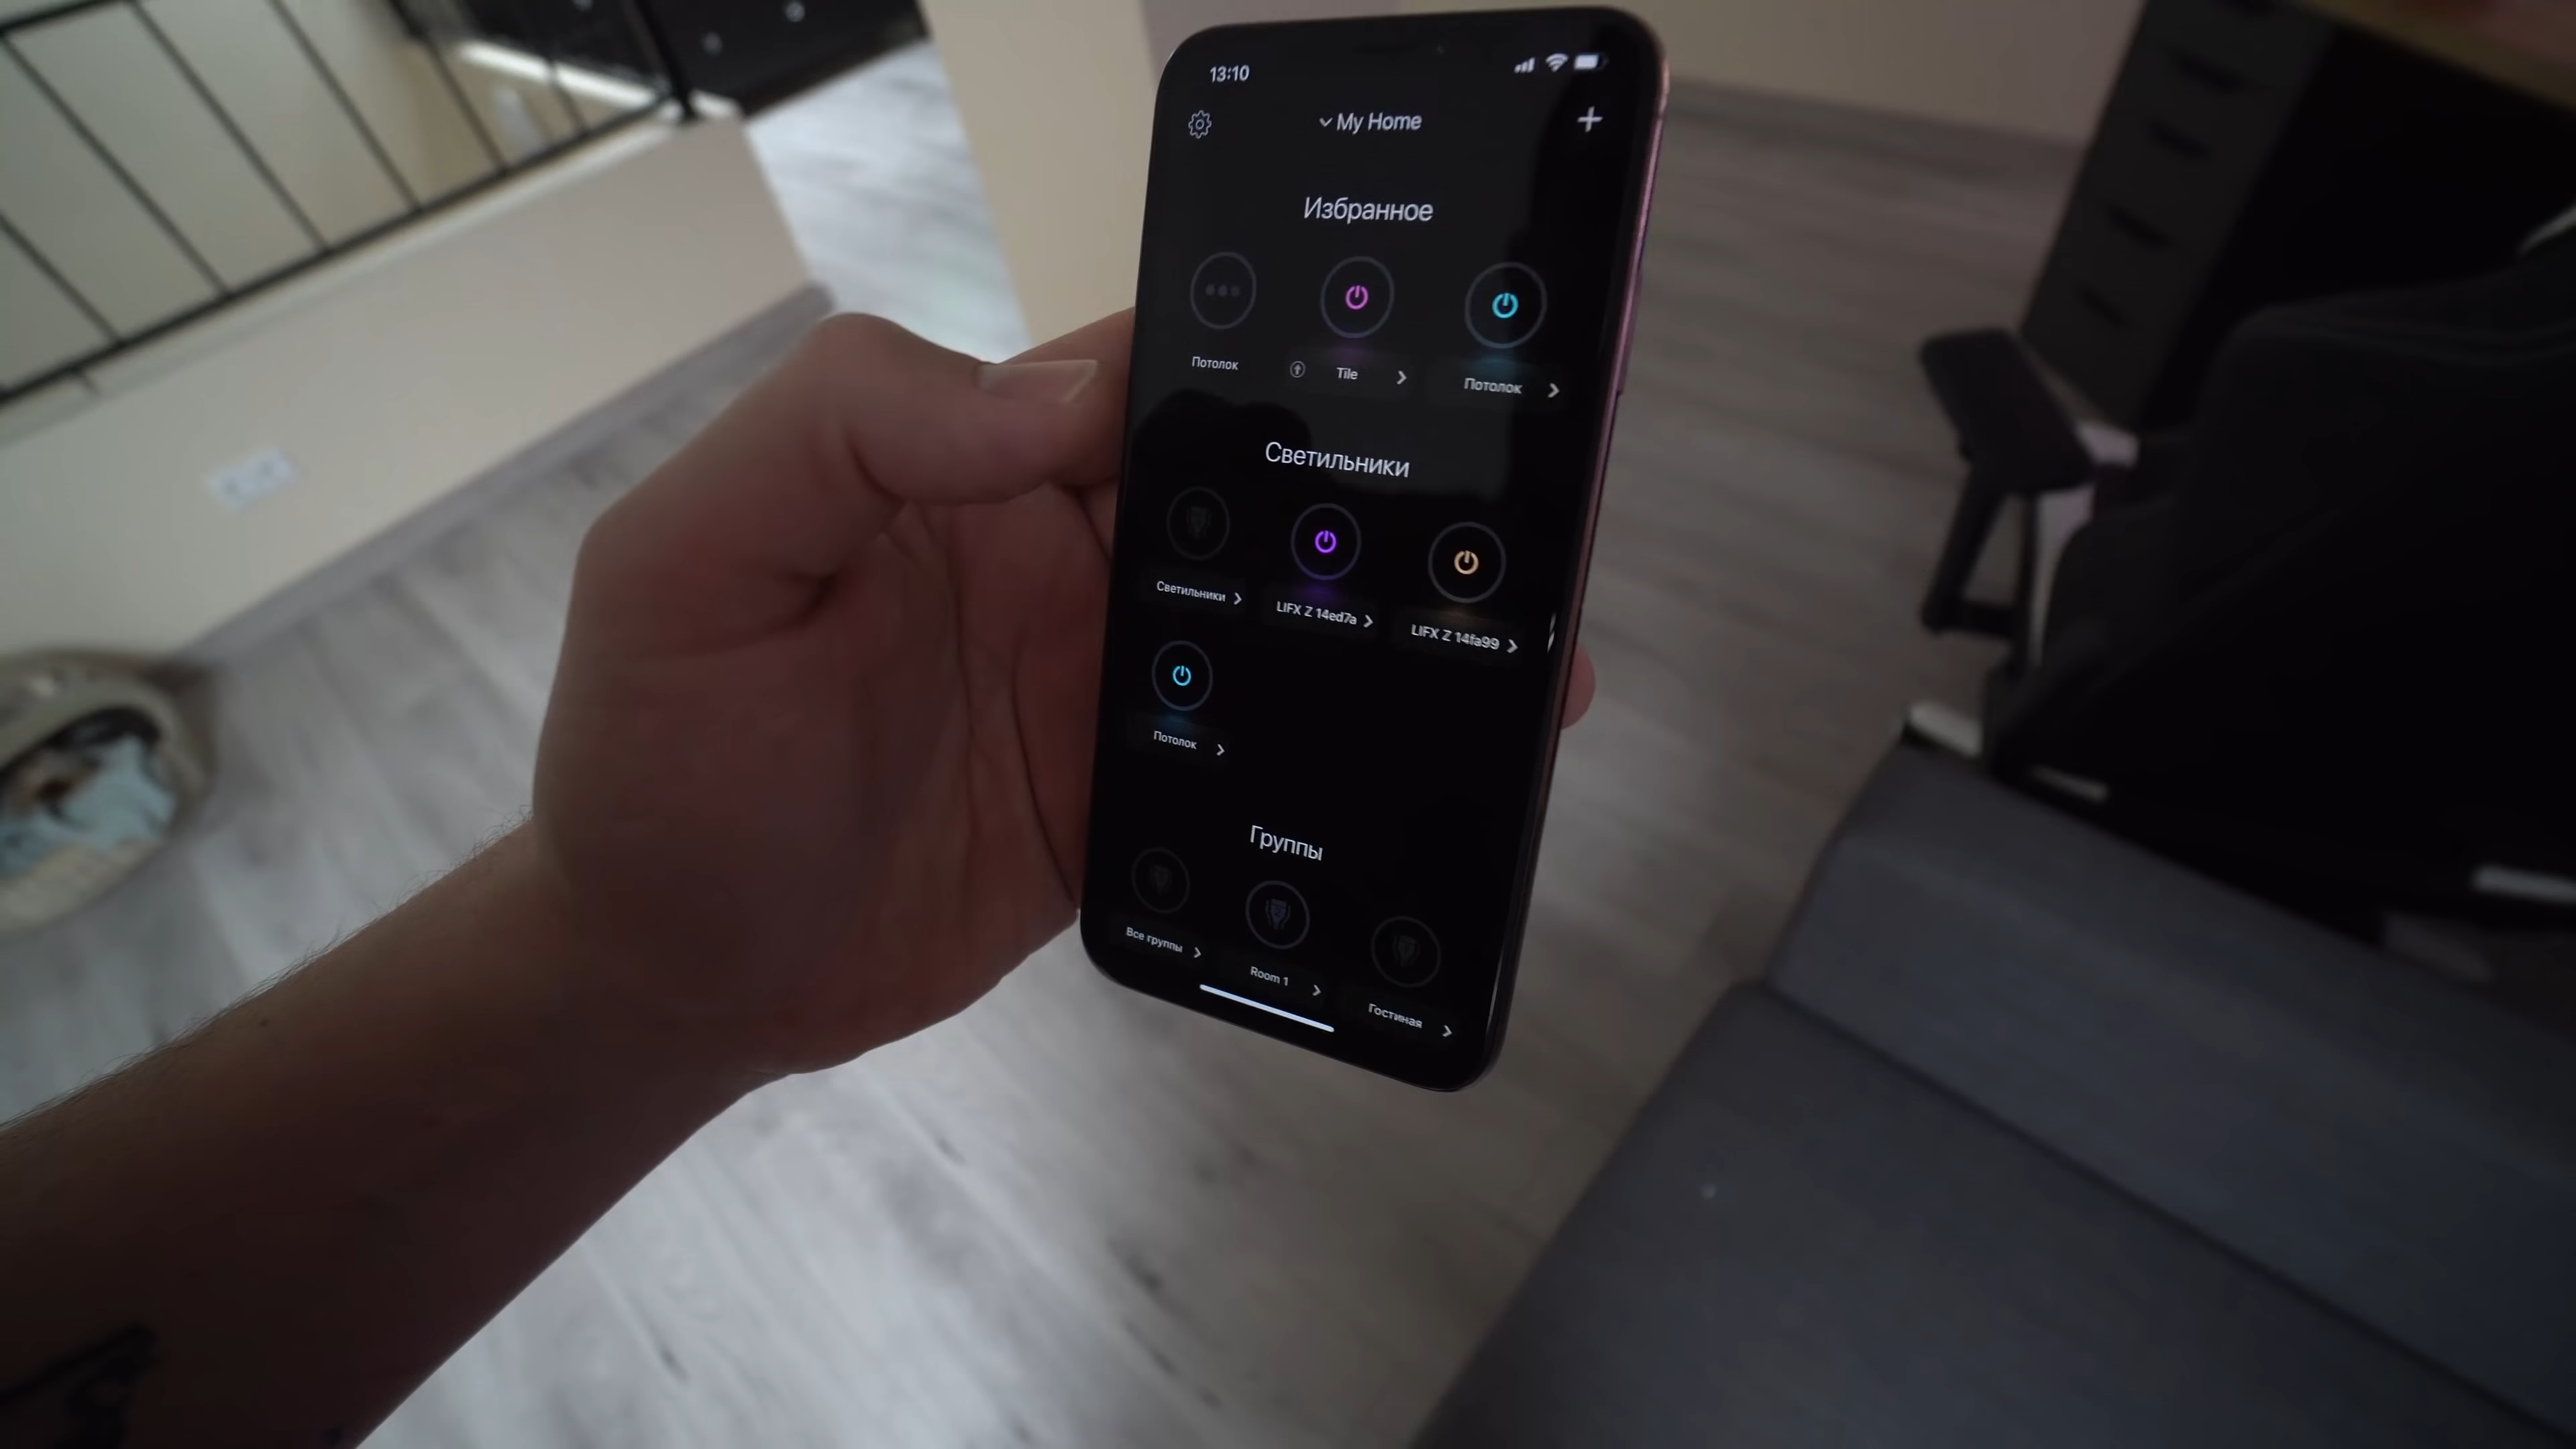 13:10
My Home
Избранное
Потолок
Tile
Потолок
Светильники
Светильники
LIFX Z 14ed7a
LIFX Z 14fa99
Потолок
Группы
Все группы
Room 1
Гостиная